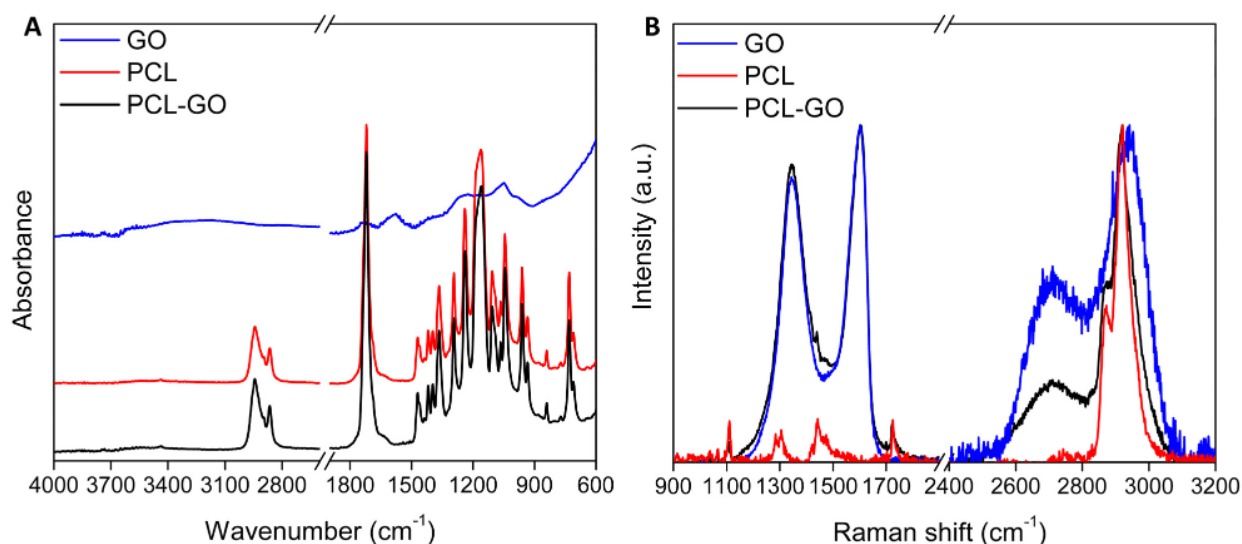 A
GO
PCL
PCL-GO
Absorbance
4000 3700 3100 2800 1800 1500 1200 900 600
Wavenumber (cm⁻¹)
B
GO
PCL
PCL-GO
Intensity (a.u.)
900 1100 1300 1500 1700 2400 2600 2800 3000 3200
Raman shift (cm⁻¹)